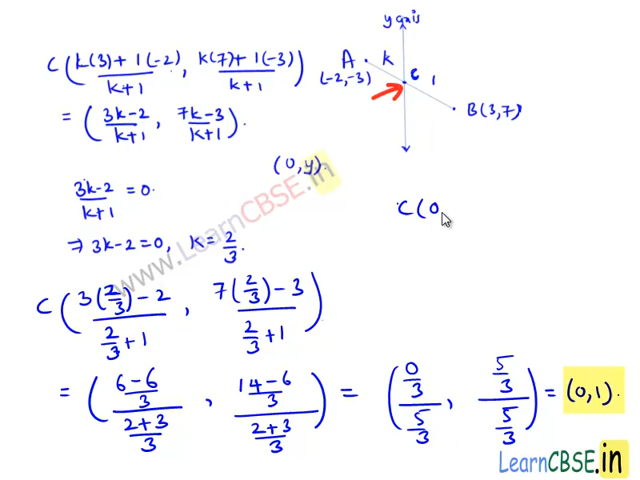 y axis
C(k(3)+1(-2)/k+1, k(7)+1(-3)/k+1)
A k
(-2,-3)
C 1
B(3,7)
= (3k-2/k+1, 7k-3/k+1).
(0,y).
3k-2/k+1 = 0.
C(0,
⇒ 3k-2=0, k= 2/3.
www.LearnCBSE.in
C(3(2/3)-2/2/3+1, 7(2/3)-3/2/3+1)
= (6-6/3/2+3/3, 14-6/3/2+3/3) = (0/3/5/3, 5/3/5/3) = (0,1).
LearnCBSE.in